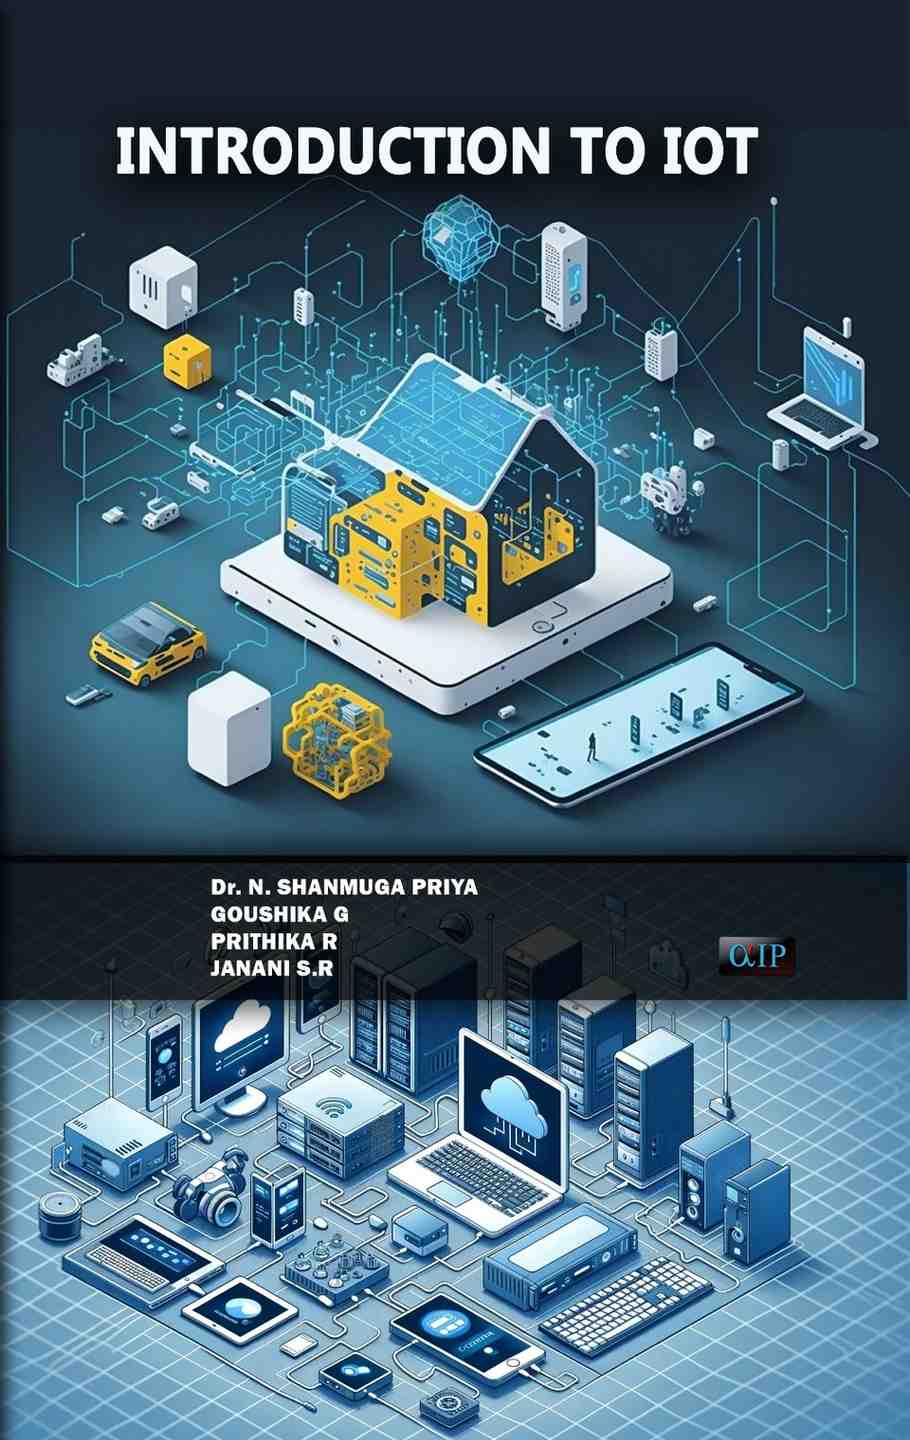 INTRODUCTION TO IOT
Dr. N. SHANMUGA PRIYA
GOUSHIKA G
PRITHIKA R
JANANI S.R
αIP